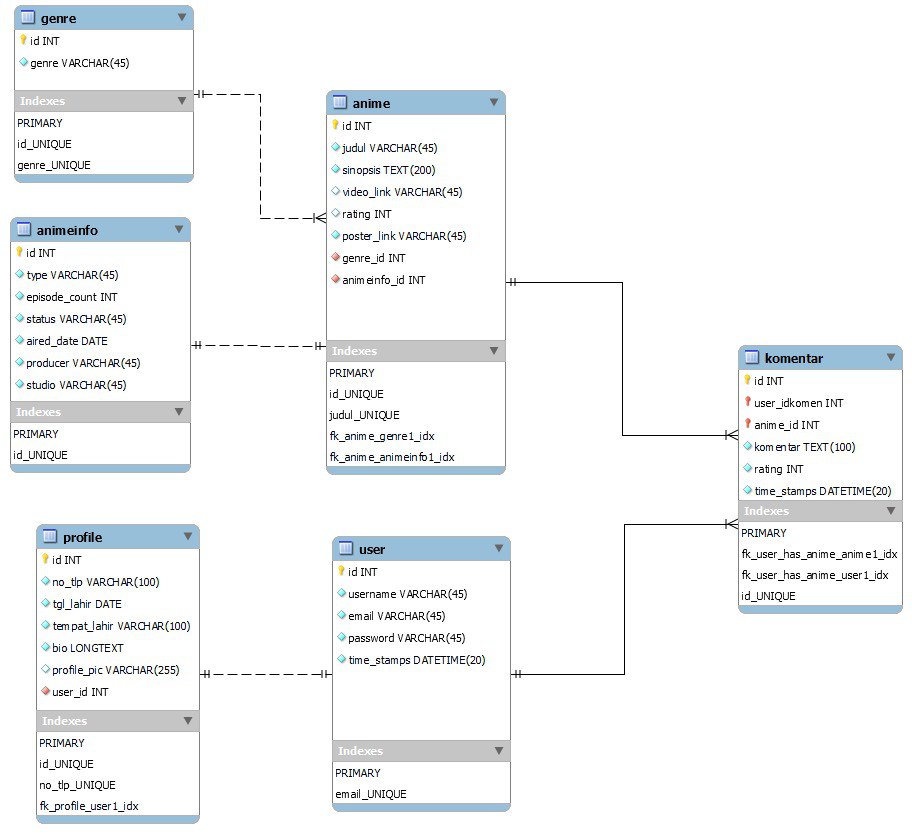 genre
id INT
genre VARCHAR(45)
Indexes
PRIMARY
id_UNIQUE
genre_UNIQUE
anime
id INT
judul VARCHAR(45)
sinopsis TEXT(200)
video_link VARCHAR(45)
rating INT
poster_link VARCHAR(45)
genre_id INT
animeinfo_id INT
Indexes
PRIMARY
id_UNIQUE
judul_UNIQUE
fk_anime_genre1_idx
fk_anime_animeinfo1_idx
animeinfo
id INT
type VARCHAR(45)
episode_count INT
status VARCHAR(45)
aired_date DATE
producer VARCHAR(45)
studio VARCHAR(45)
Indexes
PRIMARY
id_UNIQUE
komentar
id INT
user_idkomen INT
anime_id INT
komentar TEXT(100)
rating INT
time_stamps DATETIME(20)
Indexes
PRIMARY
fk_user_has_anime_anime1_idx
fk_user_has_anime_user1_idx
id_UNIQUE
profile
id INT
no_tlp VARCHAR(100)
tgl_lahir DATE
tempat_lahir VARCHAR(100)
bio LONGTEXT
profile_pic VARCHAR(255)
user_id INT
Indexes
PRIMARY
id_UNIQUE
no_tlp_UNIQUE
fk_profile_user1_idx
user
id INT
username VARCHAR(45)
email VARCHAR(45)
password VARCHAR(45)
time_stamps DATETIME(20)
Indexes
PRIMARY
email_UNIQUE